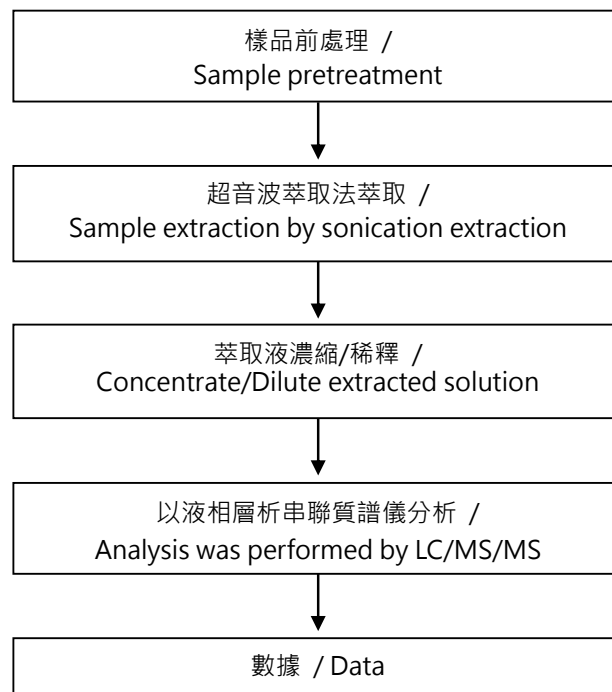 樣品前處理 /
Sample pretreatment
超音波萃取法萃取 /
Sample extraction by sonication extraction
萃取液濃縮/稀釋 /
Concentrate/Dilute extracted solution
以液相層析串聯質譜儀分析 /
Analysis was performed by LC/MS/MS
數據 / Data